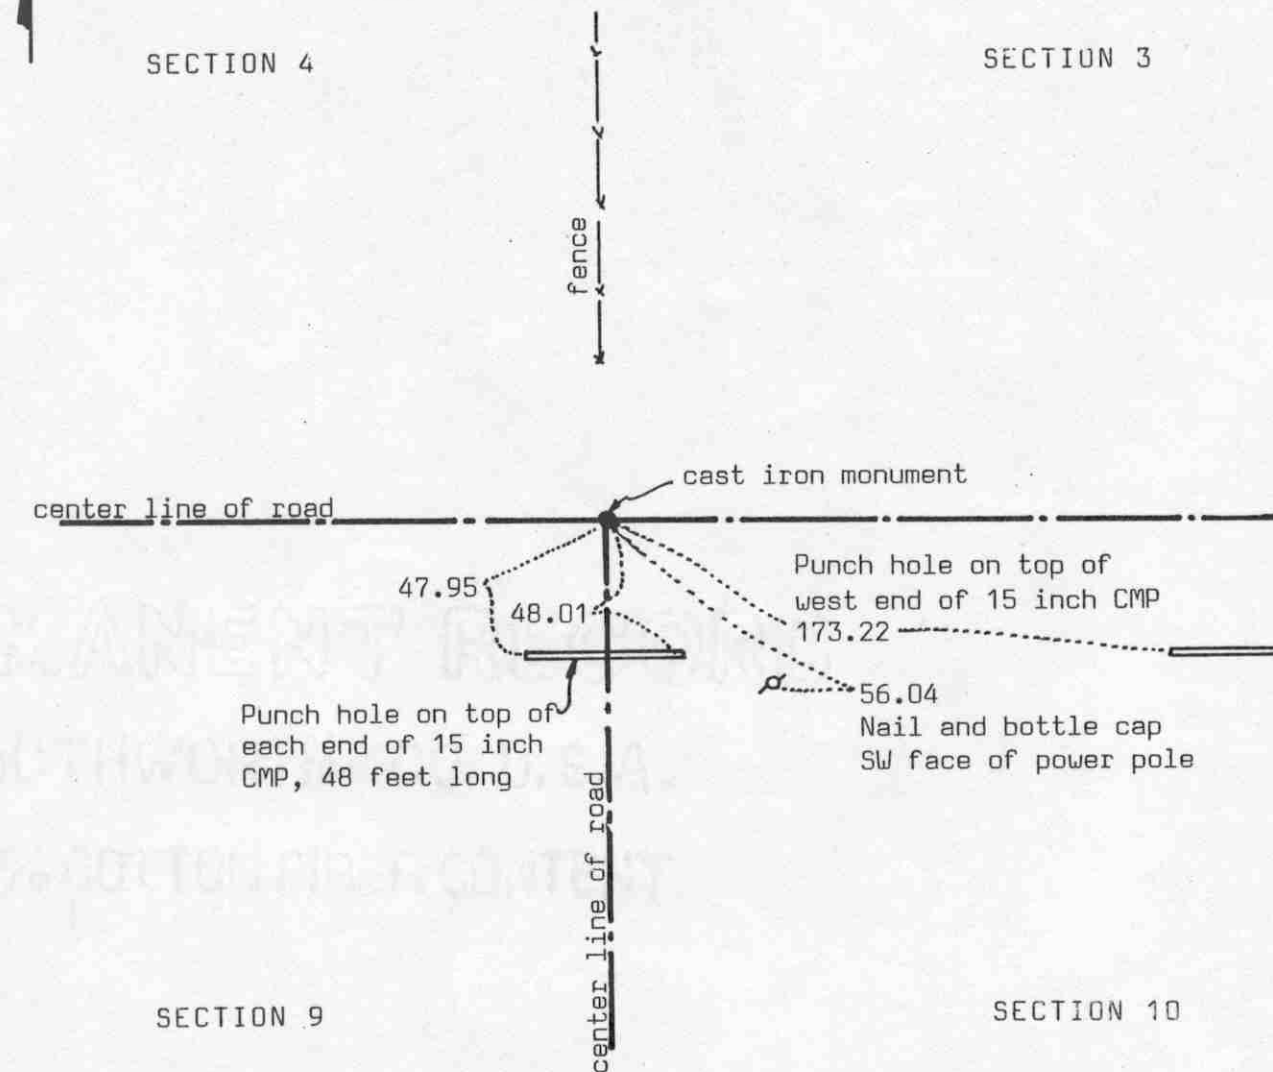 SECTION 4
SECTION 3
fence
cast iron monument
center line of road
47.95
48.01
Punch hole on top of
west end of 15 inch CMP
173.22
56.04
Nail and bottle cap
SW face of power pole
Punch hole on top of
each end of 15 inch
CMP, 48 feet long
center line of road
SECTION 9
SECTION 10